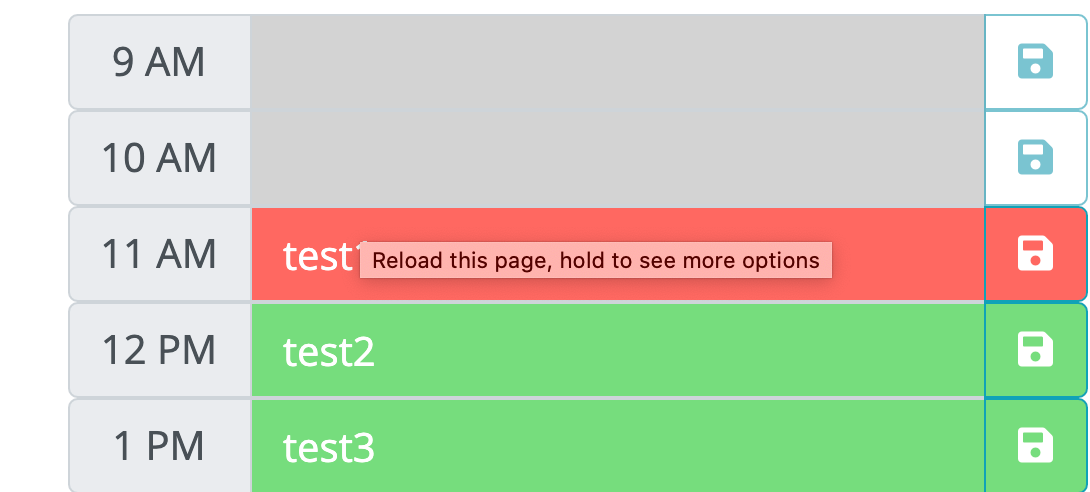 9 AM
10 AM
11 AM
test
Reload this page, hold to see more options
12 PM
test2
1 PM
test3